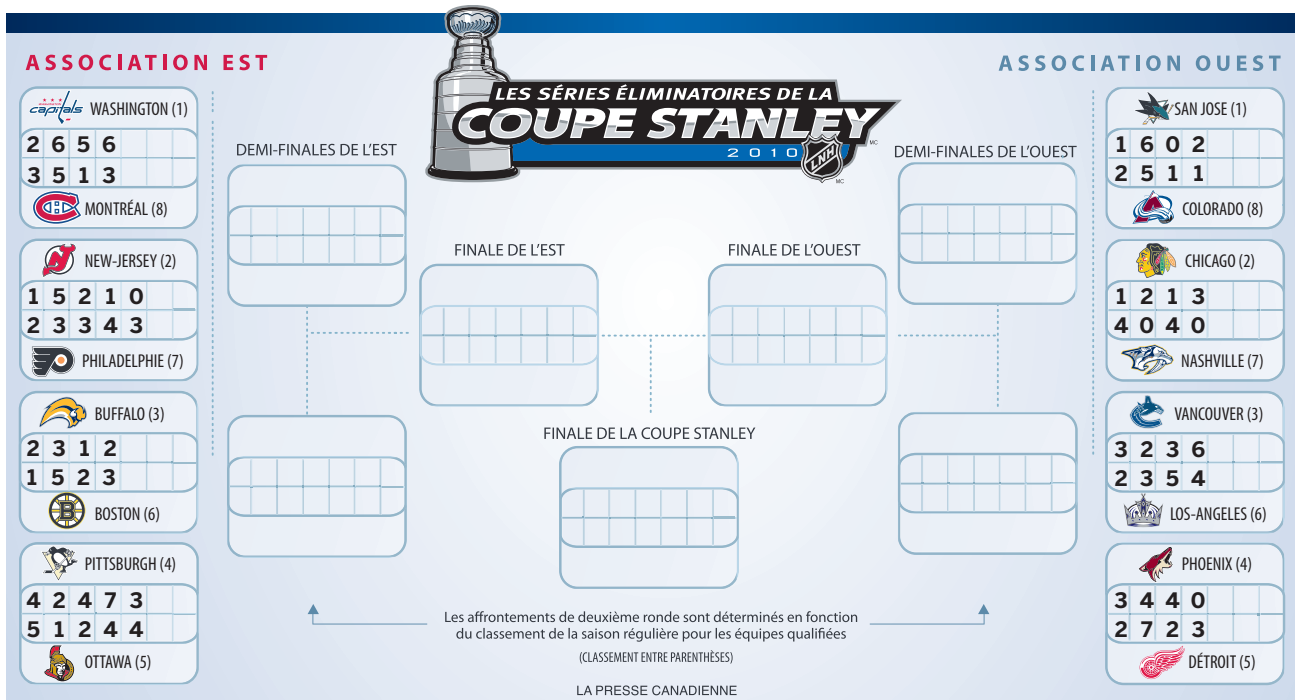 ASSOCIATION EST
LES SÉRIES ÉLIMINATOIRES DE LA
COUPE STANLEY
2010
LNH
MC
MC
ASSOCIATION OUEST
capitals WASHINGTON (1)
2 6 5 6
3 5 1 3
MONTRÉAL (8)
NEW-JERSEY (2)
1 5 2 1 0
2 3 3 4 3
PHILADELPHIE (7)
BUFFALO (3)
2 3 1 2
1 5 2 3
B BOSTON (6)
PITTSBURGH (4)
4 2 4 7 3
5 1 2 4 4
OTTAWA (5)
DEMI-FINALES DE L'EST
FINALE DE L'EST
FINALE DE LA COUPE STANLEY
FINALE DE L'OUEST
DEMI-FINALES DE L'OUEST
SAN JOSE (1)
1 6 0 2
2 5 1 1
COLORADO (8)
CHICAGO (2)
1 2 1 3
4 0 4 0
NASHVILLE (7)
VANCOUVER (3)
3 2 3 6
2 3 5 4
LOS-ANGELES (6)
PHOENIX (4)
3 4 4 0
2 7 2 3
DÉTROIT (5)
Les affrontements de deuxième ronde sont déterminés en fonction
du classement de la saison régulière pour les équipes qualifiées
(CLASSEMENT ENTRE PARENTHÈSES)
LA PRESSE CANADIENNE